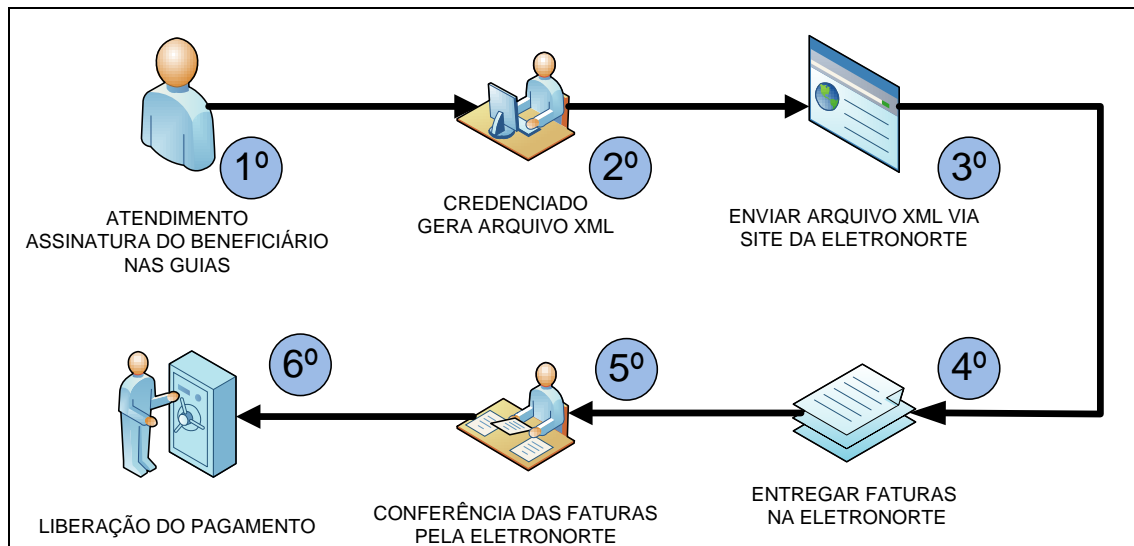 1º
ATENDIMENTO
ASSINATURA DO BENEFICIÁRIO
NAS GUIAS
2º
CREDENCIADO
GERA ARQUIVO XML
3º
ENVIAR ARQUIVO XML VIA
SITE DA ELETRONORTE
4º
ENTREGAR FATURAS
NA ELETRONORTE
5º
CONFERÊNCIA DAS FATURAS
PELA ELETRONORTE
6º
LIBERAÇÃO DO PAGAMENTO